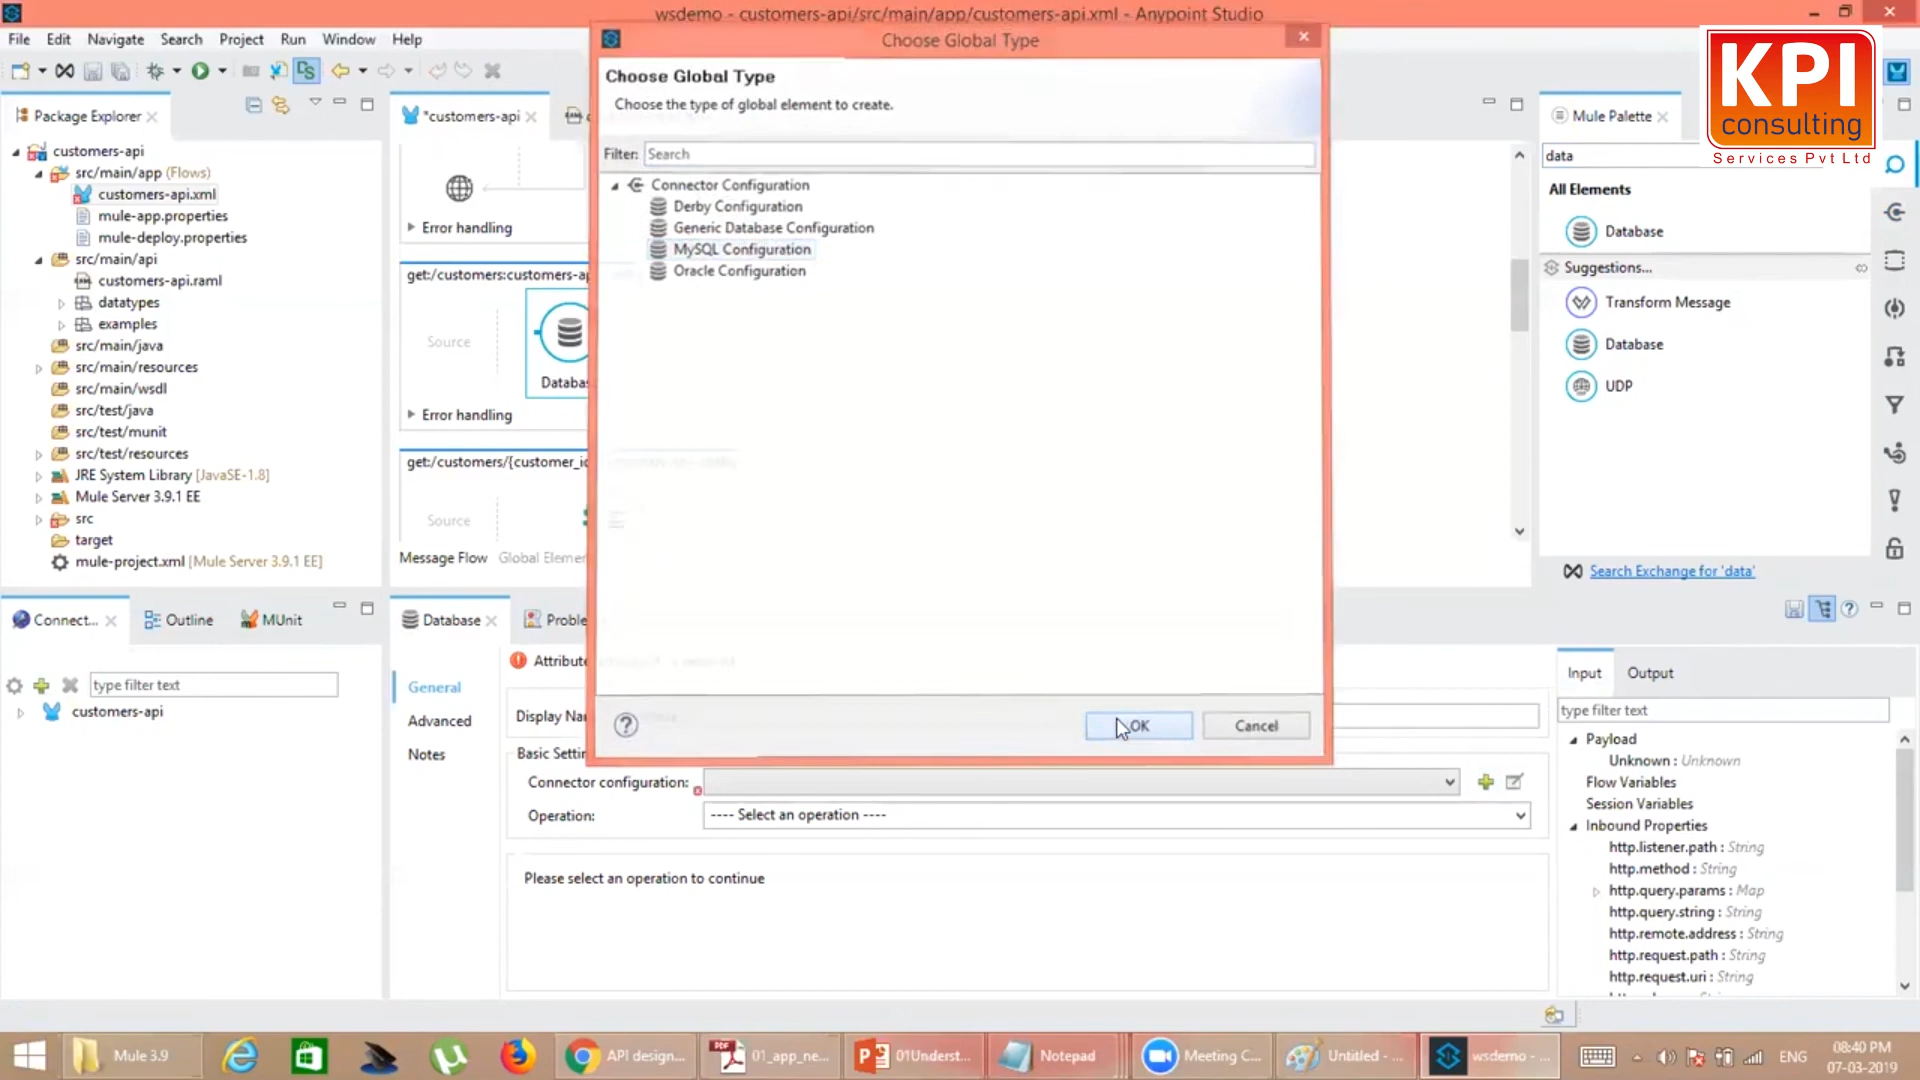 wsdemo - customers-api/src/main/app/customers-api.xml - Anypoint Studio
File Edit Navigate Search Project Run Window Help
Choose Global Type
Choose Global Type
Choose the type of global element to create.
Filter: Search
Connector Configuration
Derby Configuration
Generic Database Configuration
MySQL Configuration
Oracle Configuration
OK Cancel
KPI
consulting
Services Pvt Ltd
Package Explorer
customers-api
src/main/app (Flows)
customers-api.xml
mule-app.properties
mule-deploy.properties
src/main/api
customers-api.raml
datatypes
examples
src/main/java
src/main/resources
src/main/wsdl
src/test/java
src/test/munit
src/test/resources
JRE System Library [JavaSE-1.8]
Mule Server 3.9.1 EE
src
target
mule-project.xml [Mule Server 3.9.1 EE]
*customers-api
Error handling
get:/customers:customers-ap
Source
Databas
Error handling
get:/customers/{customer_id
Source
Message Flow Global Elemen
Mule Palette
data
All Elements
Database
Suggestions...
Transform Message
Database
UDP
Search Exchange for 'data'
Connect... Outline MUnit
type filter text
customers-api
Database Proble
Attribute
General
Advanced
Notes
Display Na
Basic Settin
Connector configuration:
Operation: ---- Select an operation ----
Please select an operation to continue
Input Output
type filter text
Payload
Unknown : Unknown
Flow Variables
Session Variables
Inbound Properties
http.listener.path : String
http.method : String
http.query.params : Map
http.query.string : String
http.remote.address : String
http.request.path : String
http.request.uri : String
Mule 3.9 API design... 01_app_ne... 01Underst... Notepad Meeting C... Untitled - ... wsdemo - ... ENG
08:40 PM
07-03-2019